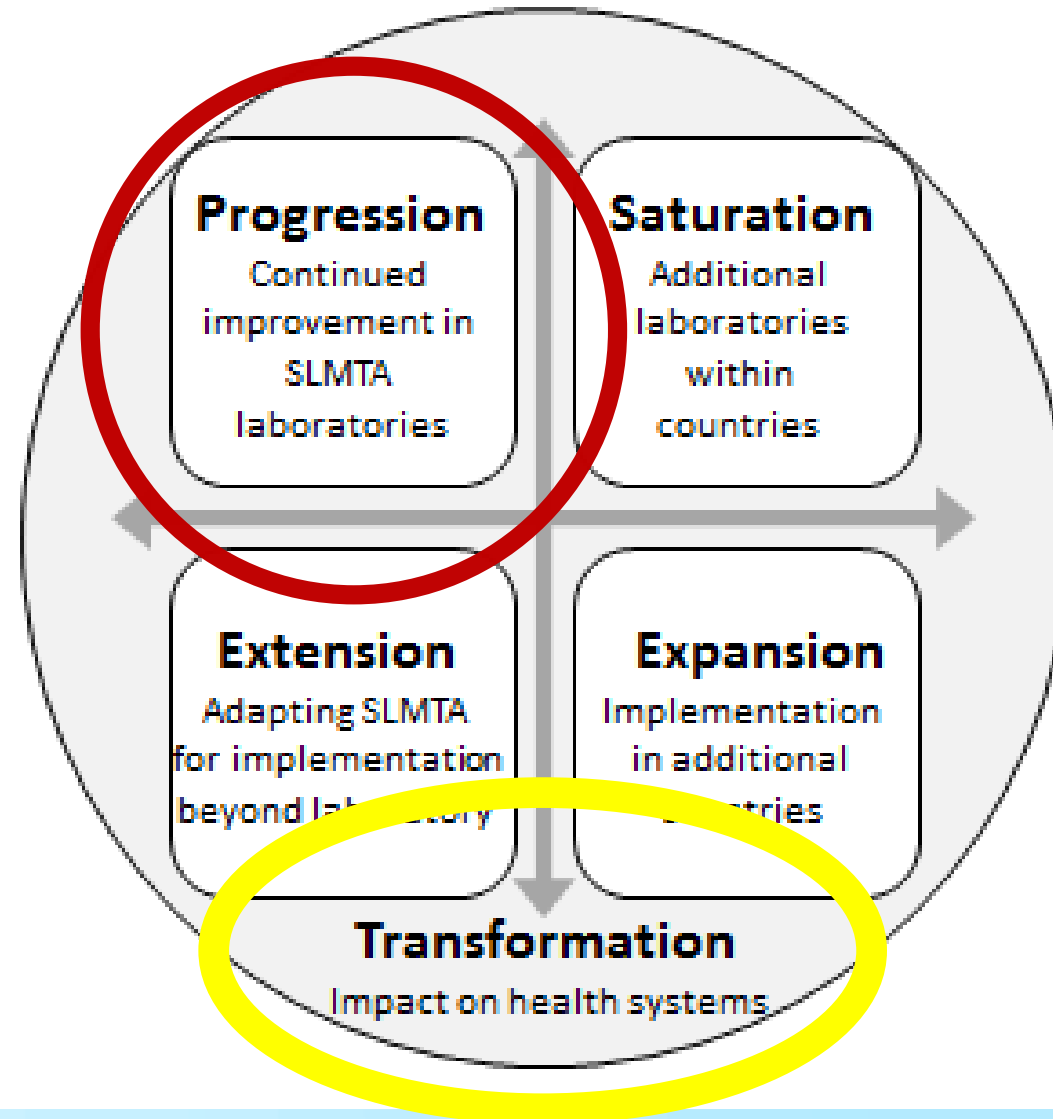 Progression
Continued
improvement in
SLMTA
laboratories
Saturation
Additional
laboratories
within
countries
Extension
Adapting SLMTA
for implementation
beyond
Expansion
Implementation
in additional
Transformation
Impact on health systems